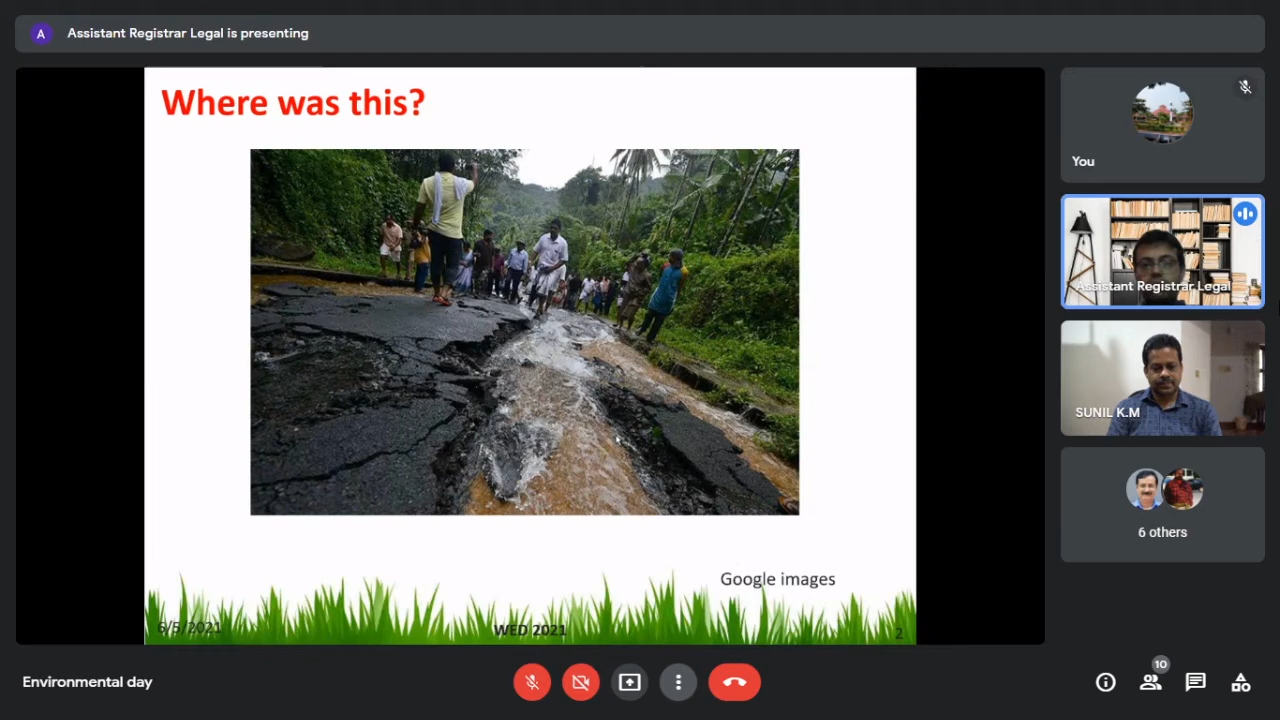 A
Assistant Registrar Legal is presenting
Where was this?
Google images
6/5/2021
WED 2021
2
You
Assistant Registrar Legal
SUNIL K.M
6 others
Environmental day
10